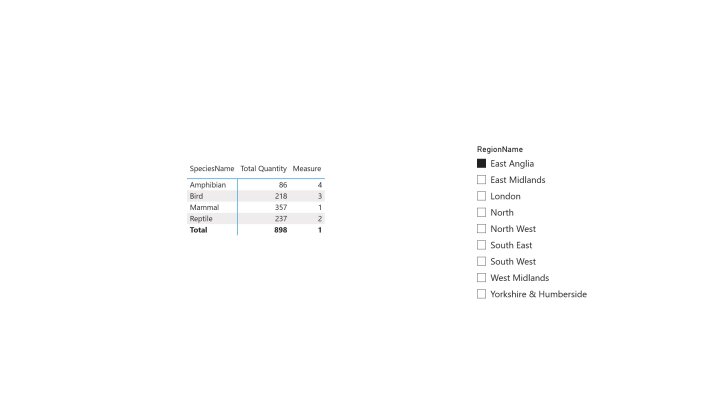 SpeciesName Total Quantity Measure
Amphibian 86 4
Bird 218 3
Mammal 357 1
Reptile 237 2
Total 898 1
RegionName
East Anglia
East Midlands
London
North
North West
South East
South West
West Midlands
Yorkshire & Humberside